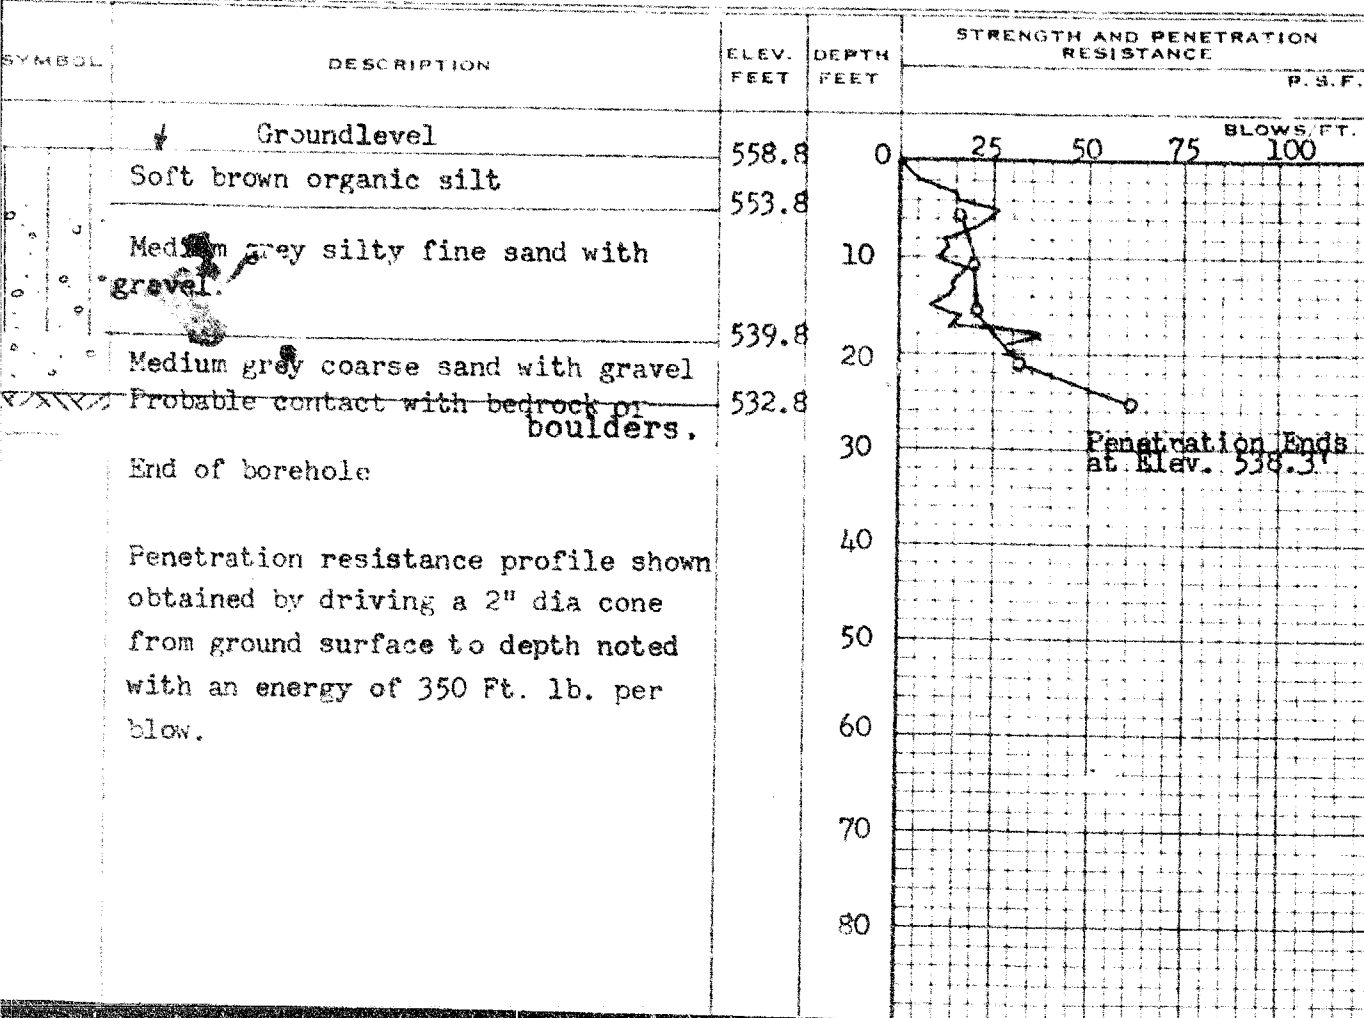 SYMBOL
DESCRIPTION
ELEV.
FEET
DEPTH
FEET
STRENGTH AND PENETRATION
RESISTANCE
P.S.F.
BLOWS/FT.
0 25 50 75 100
Groundlevel
558.8
Soft brown organic silt
553.8
Medium grey silty fine sand with
gravel.
539.8
Medium grey coarse sand with gravel
Probable contact with bedrock or
boulders.
532.8
End of borehole
Penetration resistance profile shown
obtained by driving a 2" dia cone
from ground surface to depth noted
with an energy of 350 Ft. lb. per
blow.
10
20
30
40
50
60
70
80
Penetration Ends
at Elev. 538.3'